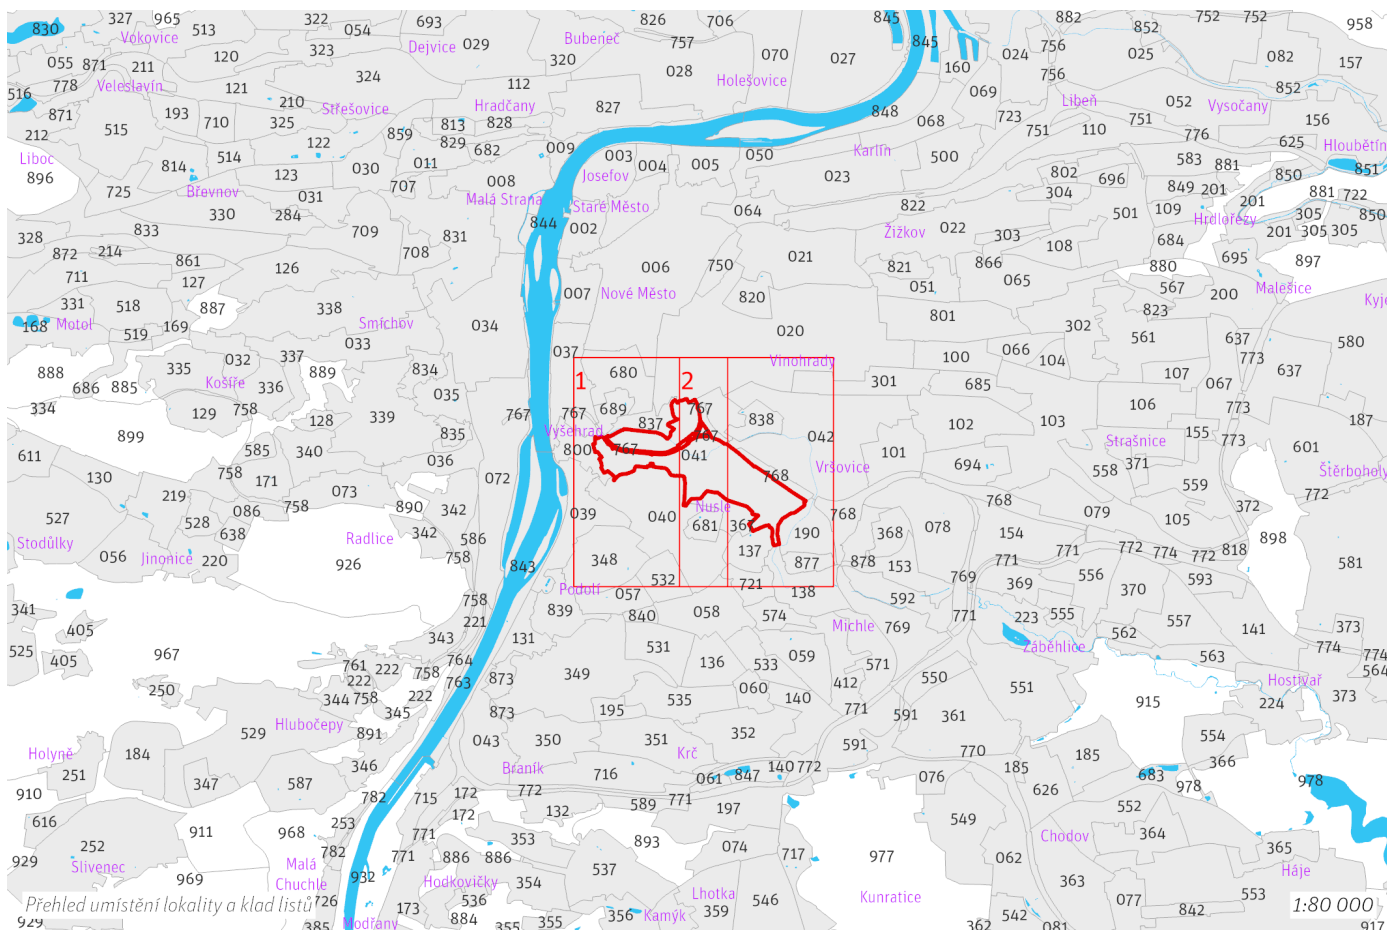 327 965 513 322 054 693 826 706 845 882 752 752 958
830 Vokovice 323 Dejvice 029 Bubeneč 757 845 756 852
055 871 211 120 324 320 028 070 027 024 025 082 157
778 Veleslavín 121 112 Holešovice 160 756 852
516 871 193 710 210 325 Střešovice Hradčany 827 848 069 Libeň 052 Vysočany
212 515 122 859 813 828 829 682 009 068 723 751 110 751 776 156
Liboc 514 814 123 030 011 003 004 005 050 Karlín 500 583 881 625 Hloubětín
896 725 Břevnov 031 707 008 Josefov 023 802 696 849 201 850 851
330 284 Malá Strana Staré Město 064 822 304 501 109 201 881 722
328 833 709 831 844 002 Žižkov 022 303 Hrdlořezy 305 850
872 214 861 708 006 750 021 866 108 684 201 305 305
711 127 126 821 065 880 695 897
331 518 887 338 007 Nové Město 820 051 567 200 Malešice Kyje
168 Motol 519 169 Smíchov 034 020 801 302 823 561
033 037 066 637 580
888 335 032 337 889 834 680 Vinohrady 100 104 773
686 885 Košíře 336 035 1 2 301 685 107 067 637
334 129 758 128 339 767 767 689 767 838 106 773 187
899 835 Vyšehrad 837 767 042 102 103 155
611 585 340 036 800 767 041 101 Strašnice 773 601
130 758 171 072 768 Vršovice 694 558 371 Štěrboholy
219 086 758 073 890 342 559 772
527 528 638 342 039 040 Nusle 768 768 079 105 372
Stodůlky Radlice 586 681 367 190 368 078 154 898
056 Jinonice 220 926 758 843 348 137 877 878 153 771 771 772 774 772 818 581
532 721 769 369 556 593
341 758 Podolí 057 138 592 370
405 221 839 840 058 574 771 223 555 557 373
525 343 131 Michle 769 562 141
405 967 761 222 764 531 059 Záběhlice 563 774 774
222 758 763 873 349 136 533 571 564
250 344 758 222 060 412 550 551 Hostivař
345 873 195 535 140 771 915 224 373
Hlubočepy 591 361
529 891 043 350 351 352 591 554
Holyně 184 346 Krč 770 185 366
251 347 587 Braník 716 061 847 140 772 076 185 683
910 782 715 172 772 589 771 626 978 978
616 253 172 132 197 549 552
911 968 771 353 893 Chodov 364
252 782 771 886 886 074 717 977 062 365
929 Slivenec Malá 537 Háje
969 Chuchle 932 Hodkovičky 354 Lhotka 546 Kunratice 363 553
Přehled umístění lokality a klad listů 726 173 536 356 359 077 1:80 000
929 385 Modřany 884 355 355 Kamýk 362 542 081 842 917